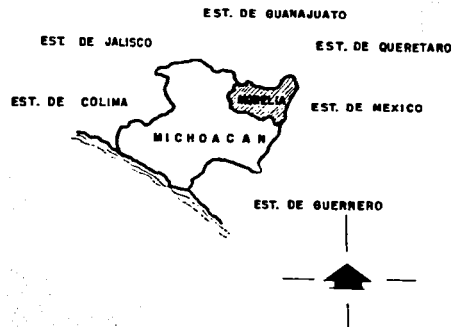 EST. DE GUANAJUATO
EST. DE JALISCO
EST. DE QUERETARO
EST. DE COLIMA
MORELIA
EST. DE MEXICO
MICHOACAN
EST. DE GUERRERO